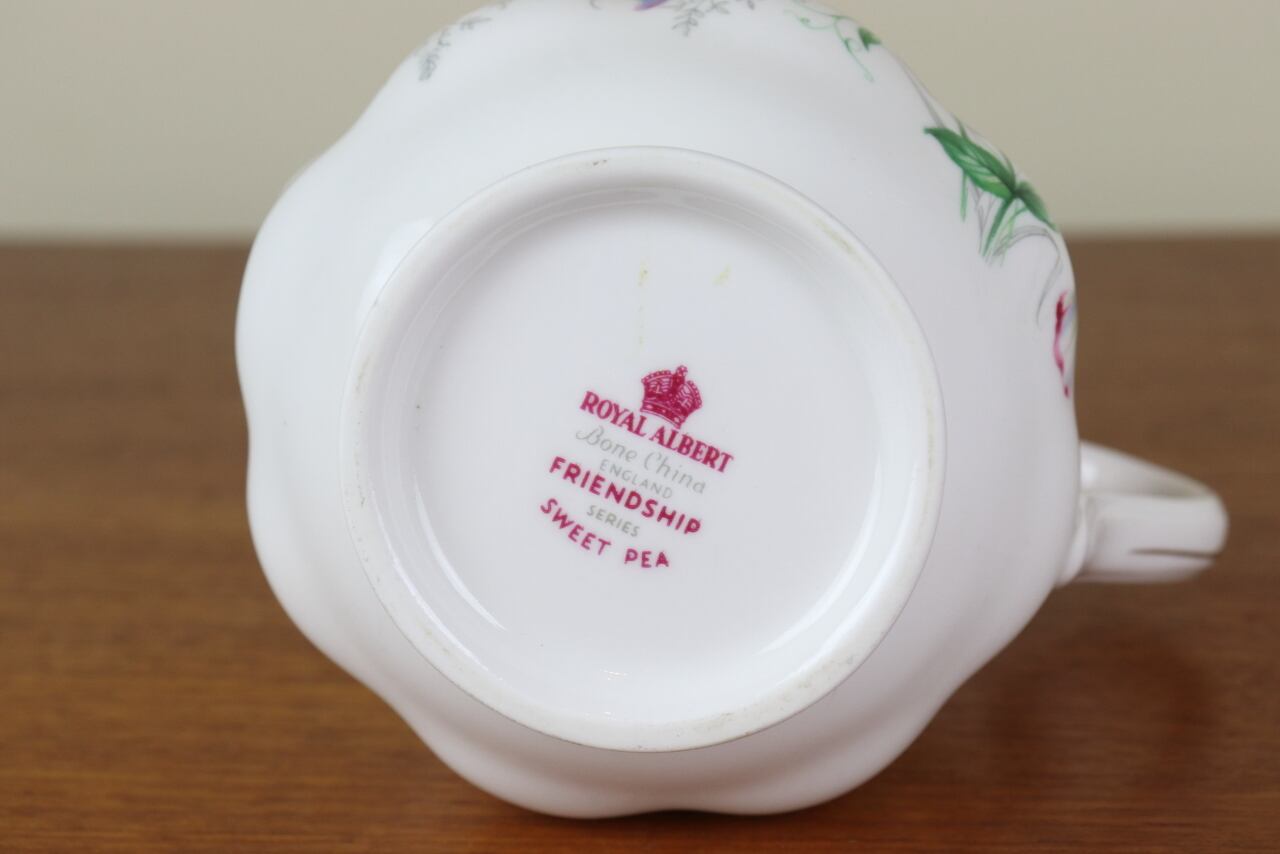 ROYAL ALBERT
Bone China
ENGLAND
FRIENDSHIP
SERIES
SWEET PEA